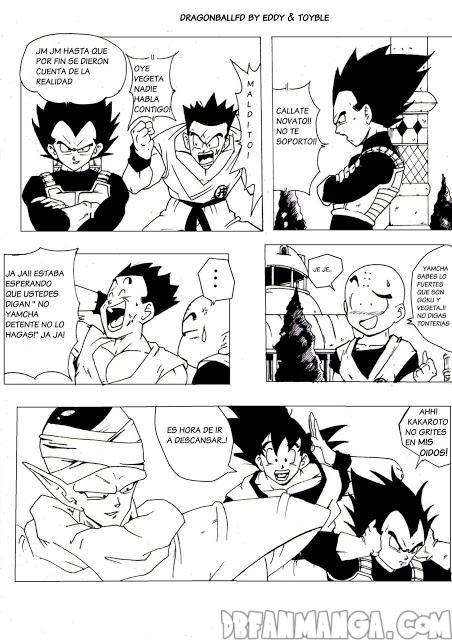 DRAGONBALLFD BY EDDY & TOYBLE
JM JM HASTA QUE
POR FIN SE DIERON
CUENTA DE LA
REALIDAD
OYE
VEGETA
NADIE
HABLA
CONTIGO!
MALDITO!
CALLATE
NOVATO!!
NO TE
SOPORTO!!
JA JA!! ESTABA
ESPERANDO
QUE USTEDES
DIGAN " NO
YAMCHA
DETENTE NO LO
HAGAS!" JA JA!
...
JE JE..
YAMCHA
SABES LO
FUERTES
QUE SON
GOKU Y
VEGETA!!
NO DIGAS
TONTERIAS
ES HORA DE IR
A DESCANSAR..!
AHH!
KAKAROTO
NO GRITES
EN MIS
OIDOS!
DBFANMANGA.COM